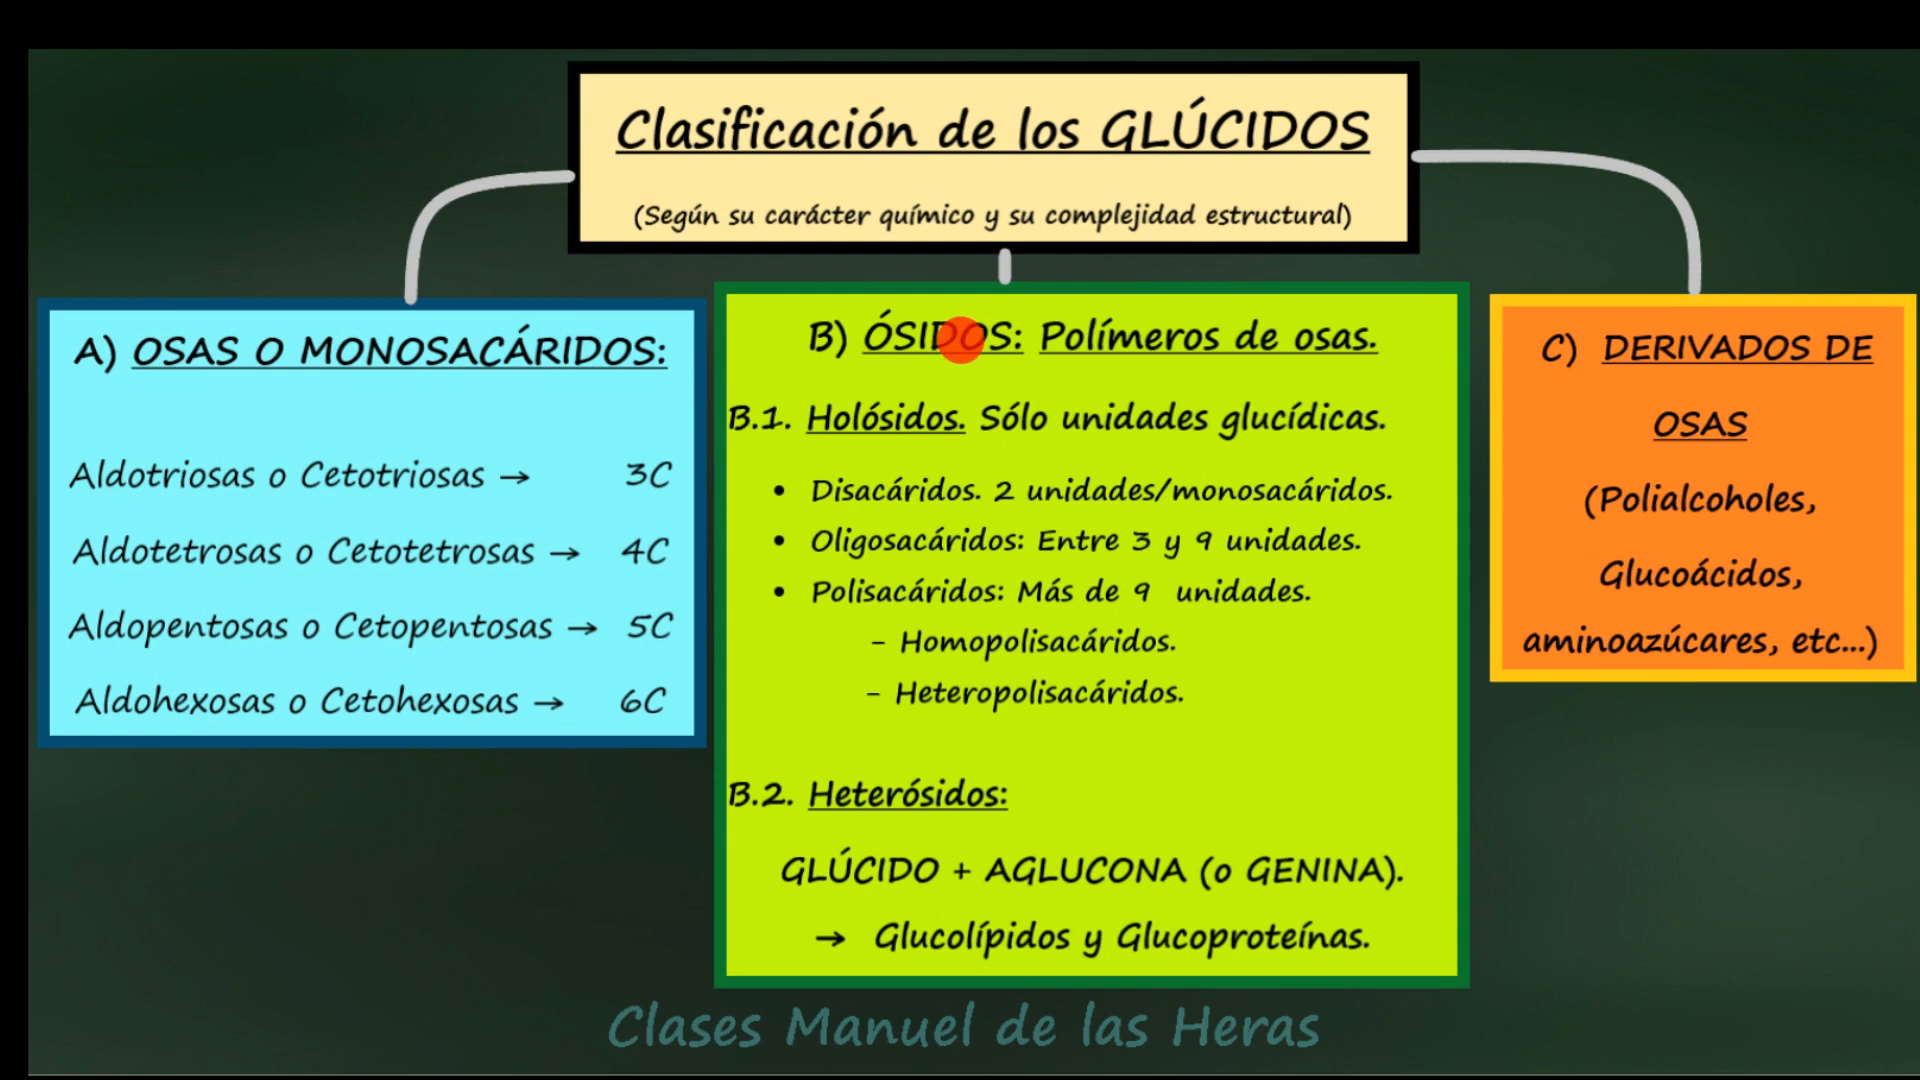 Clasificación de los GLÚCIDOS
(Según su carácter químico y su complejidad estructural)
A) OSAS O MONOSACÁRIDOS:
Aldotriosas o Cetotriosas → 3C
Aldotetrosas o Cetotetrosas → 4C
Aldopentosas o Cetopentosas → 5C
Aldohexosas o Cetohexosas → 6C
B) ÓSIDOS: Polímeros de osas.
B.1. Holósidos. Sólo unidades glucídicas.
• Disacáridos. 2 unidades/monosacáridos.
• Oligosacáridos: Entre 3 y 9 unidades.
• Polisacáridos: Más de 9 unidades.
- Homopolisacáridos.
- Heteropolisacáridos.
B.2. Heterósidos:
GLÚCIDO + AGLUCONA (o GENINA).
→ Glucolípidos y Glucoproteínas.
C) DERIVADOS DE
OSAS
(Polialcoholes,
Glucoácidos,
aminoazúcares, etc...)
Clases Manuel de las Heras